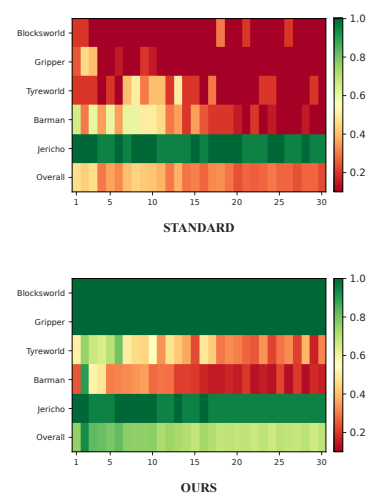 Blocksworld
Gripper
Tyreworld
Barman
Jericho
Overall
1 5 10 15 20 25 30
1.0
0.8
0.6
0.4
0.2
STANDARD
Blocksworld
Gripper
Tyreworld
Barman
Jericho
Overall
1 5 10 15 20 25 30
1.0
0.8
0.6
0.4
0.2
OURS